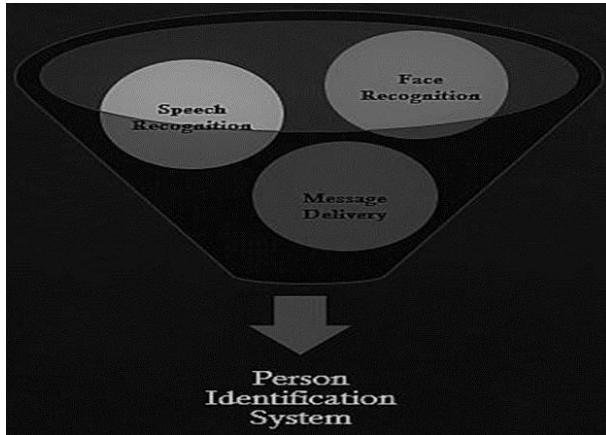 Speech
Recognition
Face
Recognition
Message
Delivery
Person
Identification
System